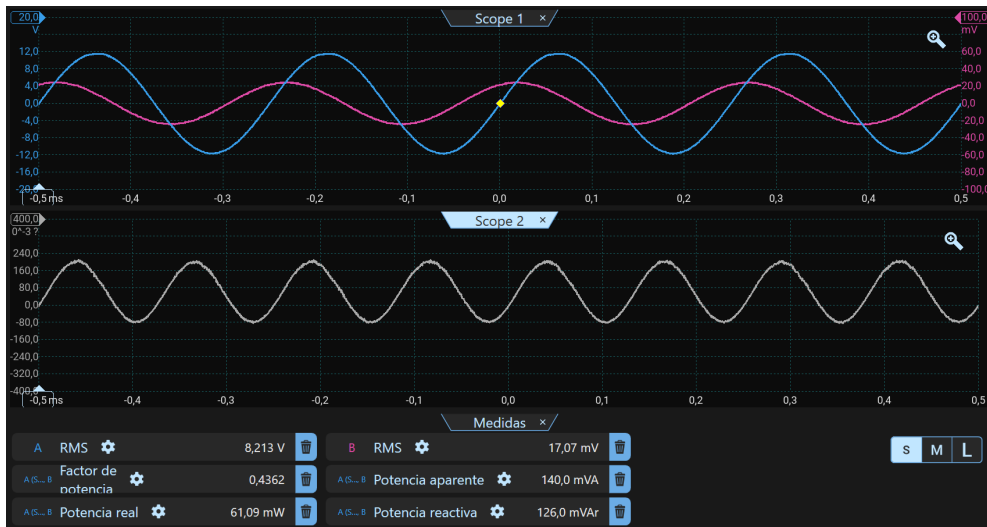 Scope 1 ×
20,0 100,0
V mV
12,0 60,0
8,0 40,0
4,0 20,0
0,0 0,0
-4,0 -20,0
-8,0 -40,0
-12,0 -60,0
-16,0 -80,0
-20,0 -100,0
-0,5 ms -0,4 -0,3 -0,2 -0,1 0,0 0,1 0,2 0,3 0,4 0,5
Scope 2 ×
400,0
0^-3 ?
240,0
160,0
80,0
0,0
-80,0
-160,0
-240,0
-320,0
-400,0
-0,5 ms -0,4 -0,3 -0,2 -0,1 0,0 0,1 0,2 0,3 0,4 0,5
Medidas ×
A RMS 8,213 V B RMS 17,07 mV
S M L
A (S... B Factor de potencia 0,4362 A (S... B Potencia aparente 140,0 mVA
A (S... B Potencia real 61,09 mW A (S... B Potencia reactiva 126,0 mVAr